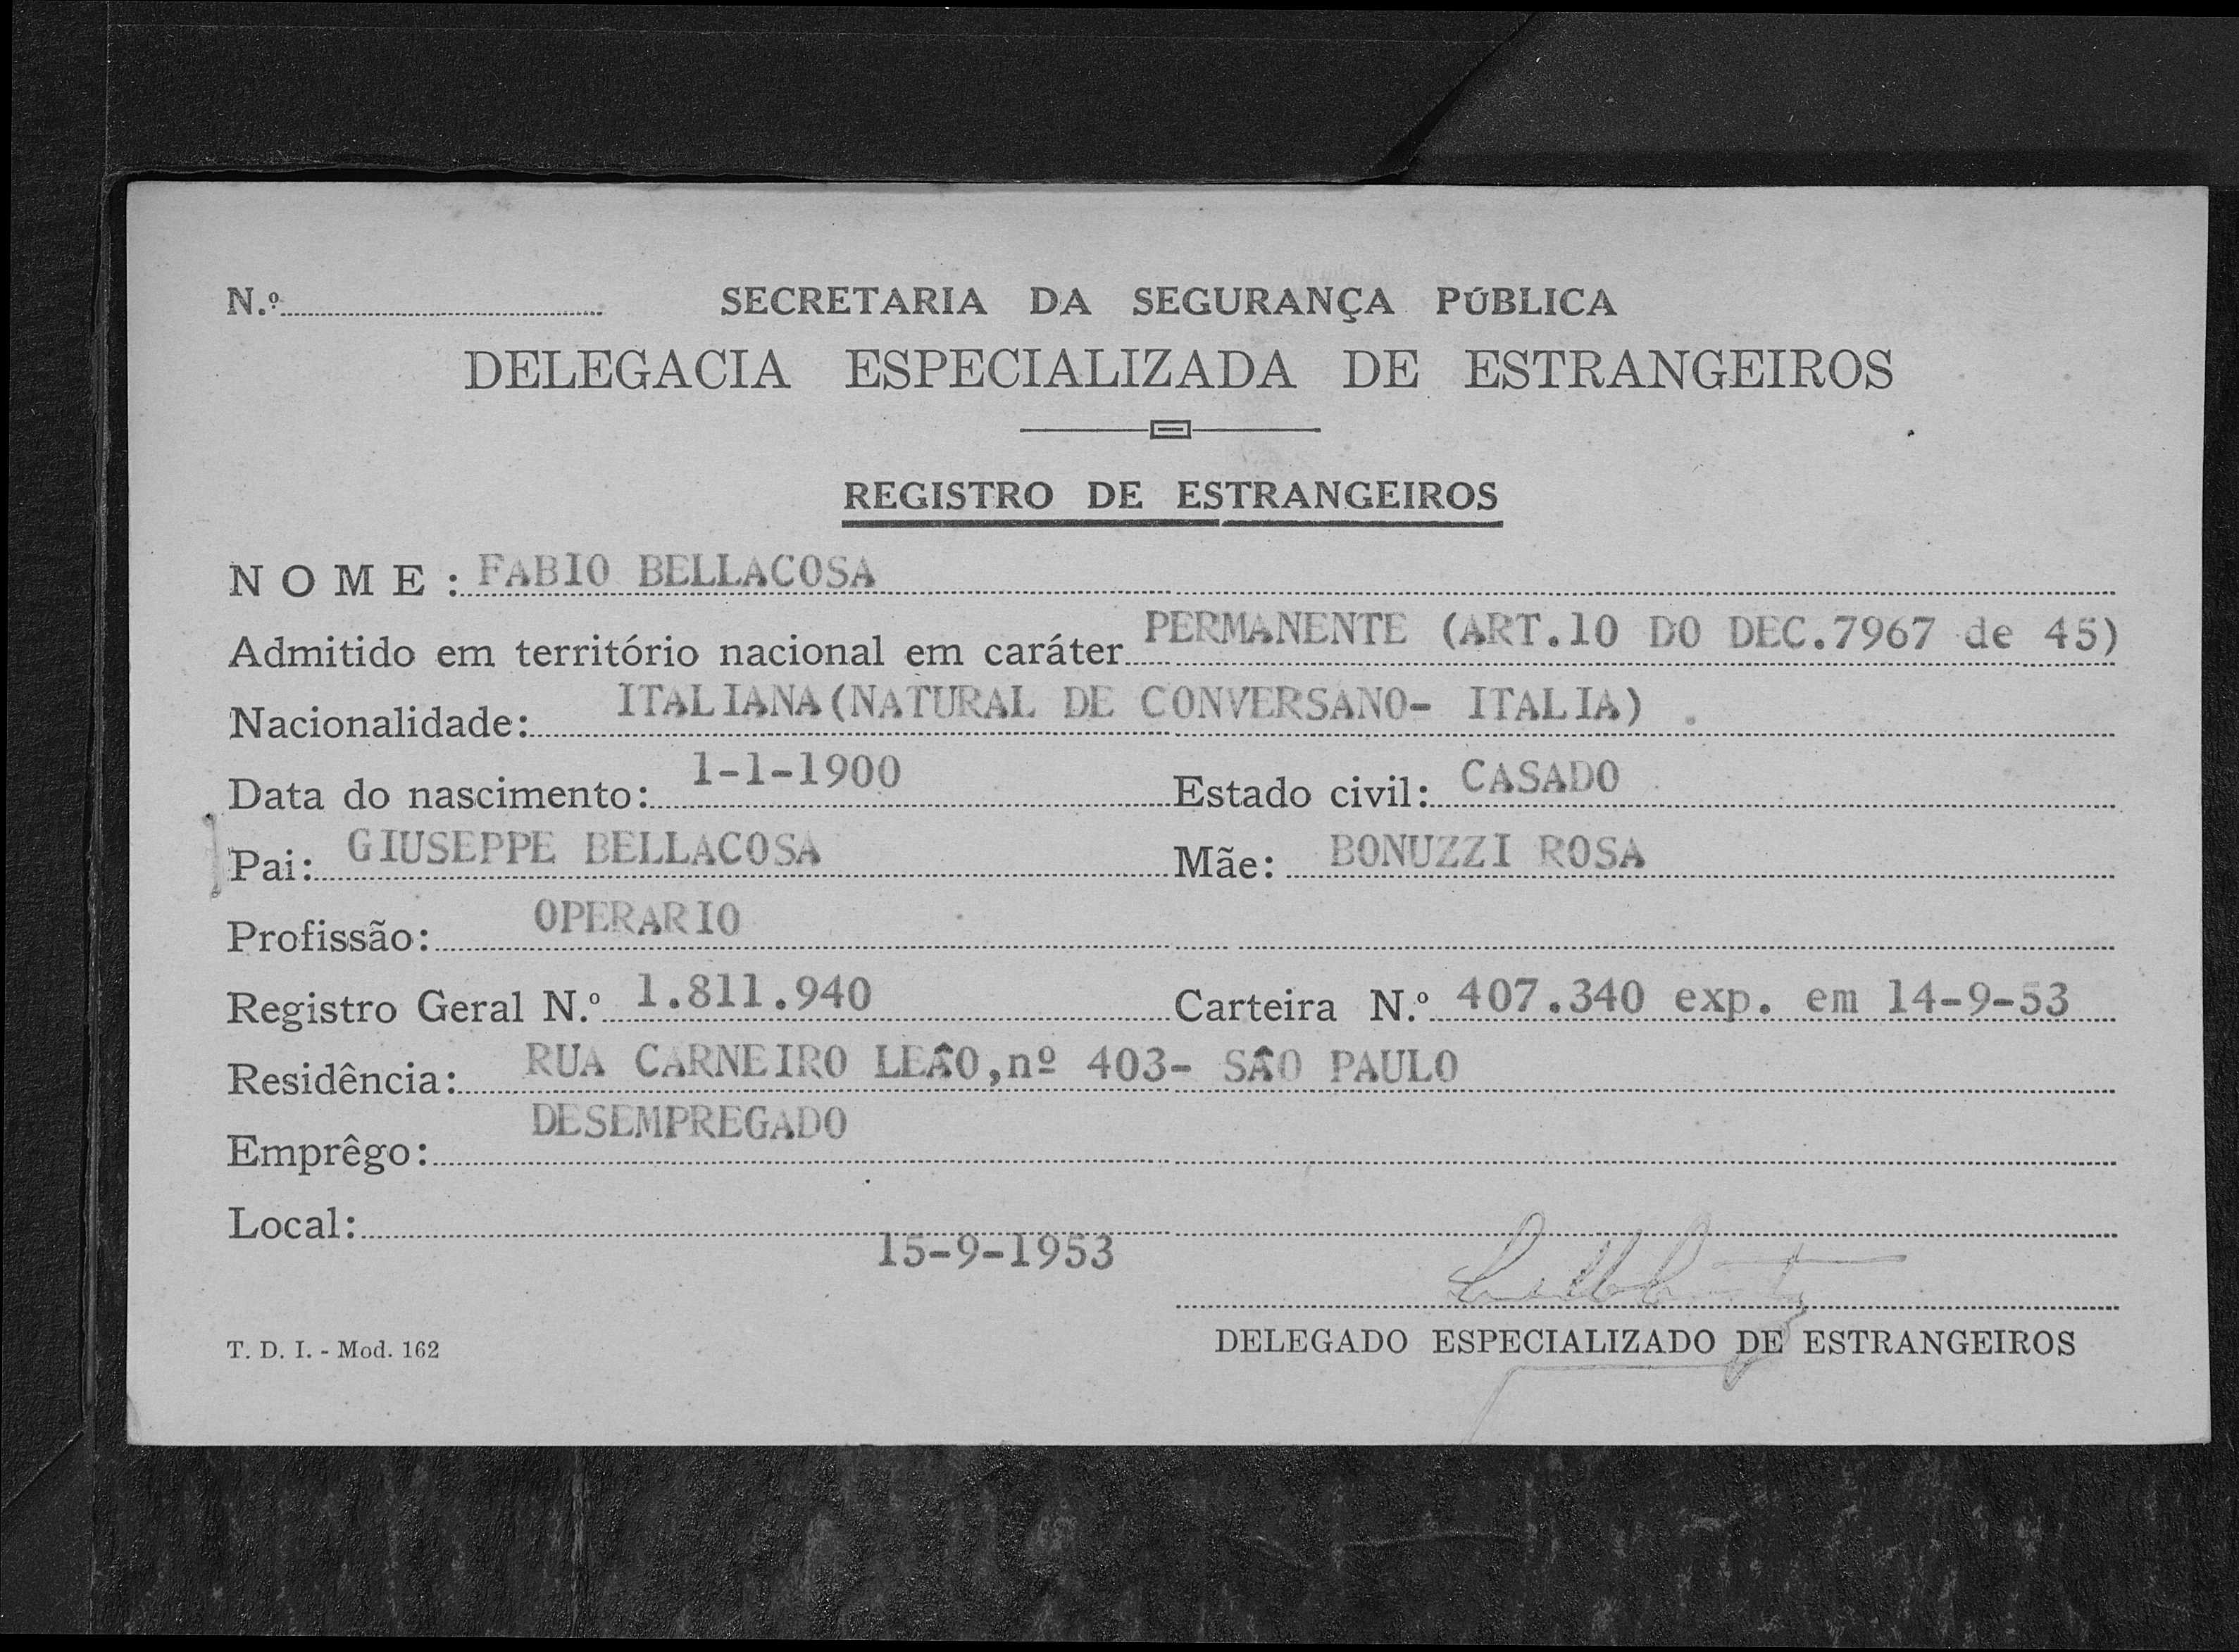 N.º SECRETARIA DA SEGURANÇA PÚBLICA
DELEGACIA ESPECIALIZADA DE ESTRANGEIROS
REGISTRO DE ESTRANGEIROS
NOME: FABIO BELLACOSA
Admitido em território nacional em caráter PERMANENTE (ART.10 DO DEC.7967 de 45)
Nacionalidade: ITALIANA(NATURAL DE CONVERSANO- ITALIA)
Data do nascimento: 1-1-1900 Estado civil: CASADO
Pai: GIUSEPPE BELLACOSA Mãe: BONUZZI ROSA
Profissão: OPERARIO
Registro Geral N.º 1.811.940 Carteira N.º 407.340 exp. em 14-9-53
Residência: RUA CARNEIRO LEÂO,nº 403- SÂO PAULO
Emprêgo: DESEMPREGADO
Local:
15-9-1953
DELEGADO ESPECIALIZADO DE ESTRANGEIROS
T. D. I. - Mod. 162